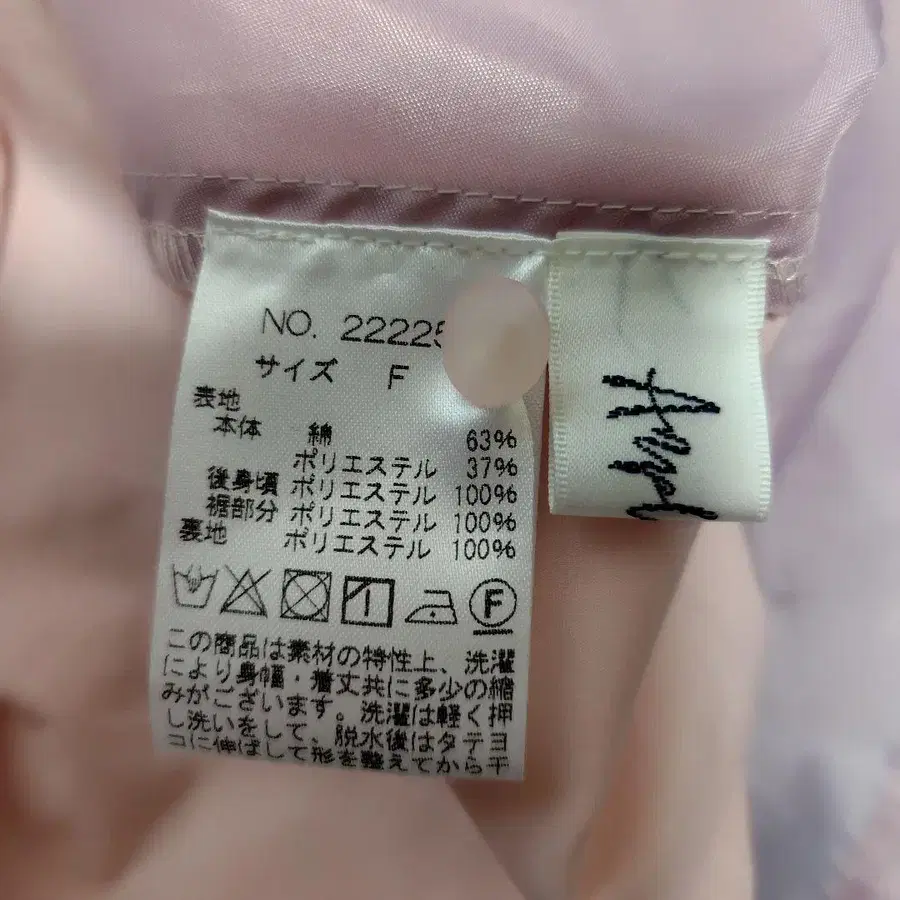 NO. 2222
サイズ F
表地
本体 綿 63%
ポリエステル 37%
後身頃 ポリエステル 100%
裾部分 ポリエステル 100%
裏地 ポリエステル 100%
F
この商品は素材の特性上、洗濯
により身幅・着丈共に多少の縮
みがございます。洗濯は軽く押
し洗いをして、脱水後はタテヨ
コに伸ばして形を整えてから干